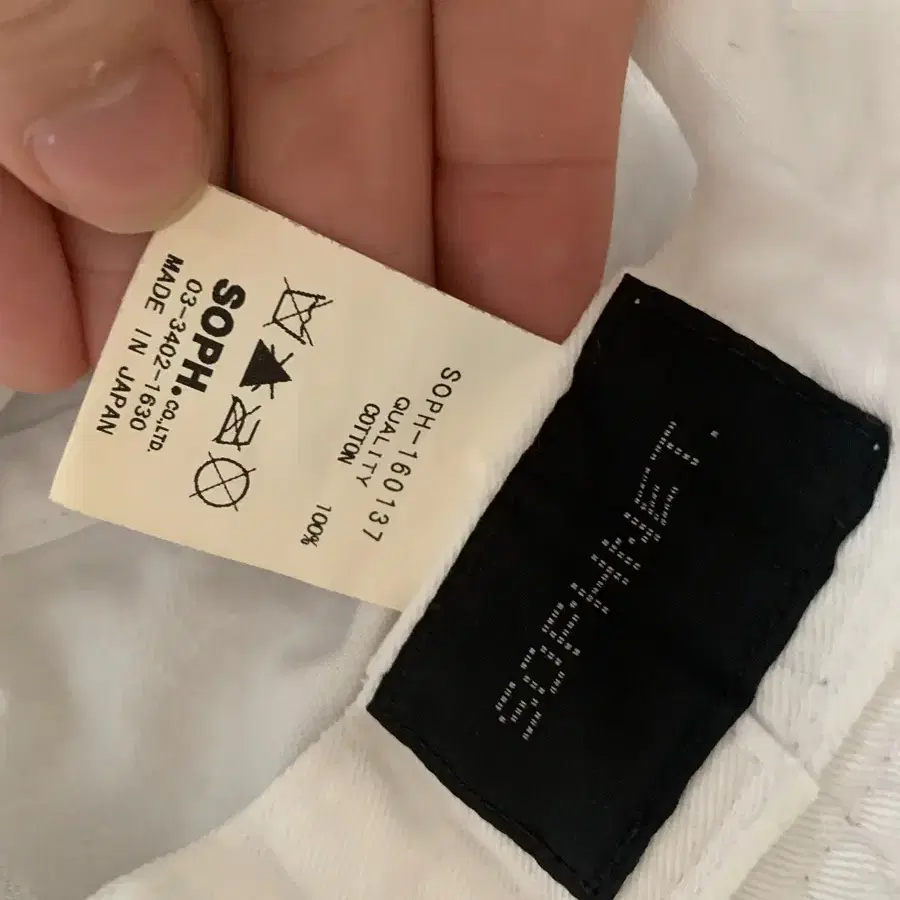 SOPH-160137
QUALITY
COTTON 100%
SOPH.CO.,LTD.
03-3402-1630
MADE IN JAPAN
SOPHNET.